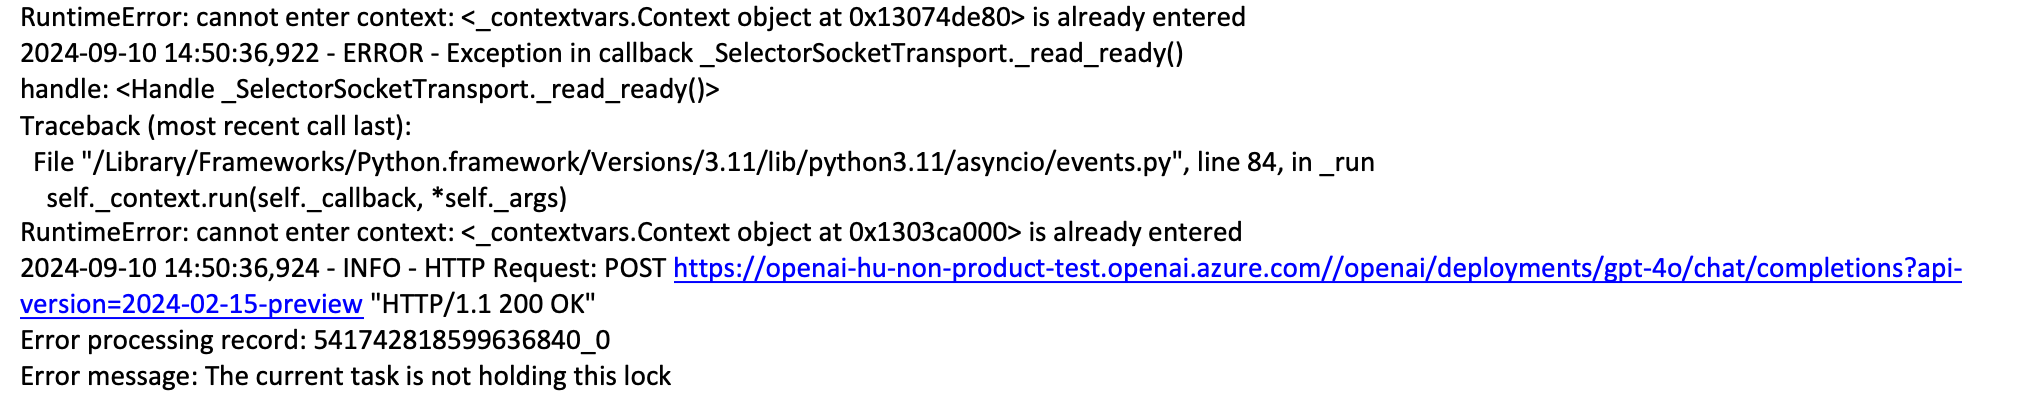 RuntimeError: cannot enter context: <_contextvars.Context object at 0x13074de80> is already entered
2024-09-10 14:50:36,922 - ERROR - Exception in callback _SelectorSocketTransport._read_ready()
handle: <Handle _SelectorSocketTransport._read_ready()>
Traceback (most recent call last):
  File "/Library/Frameworks/Python.framework/Versions/3.11/lib/python3.11/asyncio/events.py", line 84, in _run
    self._context.run(self._callback, *self._args)
RuntimeError: cannot enter context: <_contextvars.Context object at 0x1303ca000> is already entered
2024-09-10 14:50:36,924 - INFO - HTTP Request: POST https://openai-hu-non-product-test.openai.azure.com//openai/deployments/gpt-4o/chat/completions?api-
version=2024-02-15-preview "HTTP/1.1 200 OK"
Error processing record: 541742818599636840_0
Error message: The current task is not holding this lock